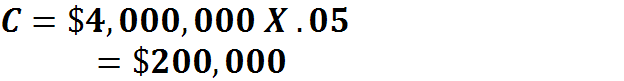 C = $4,000,000 X .05
= $200,000